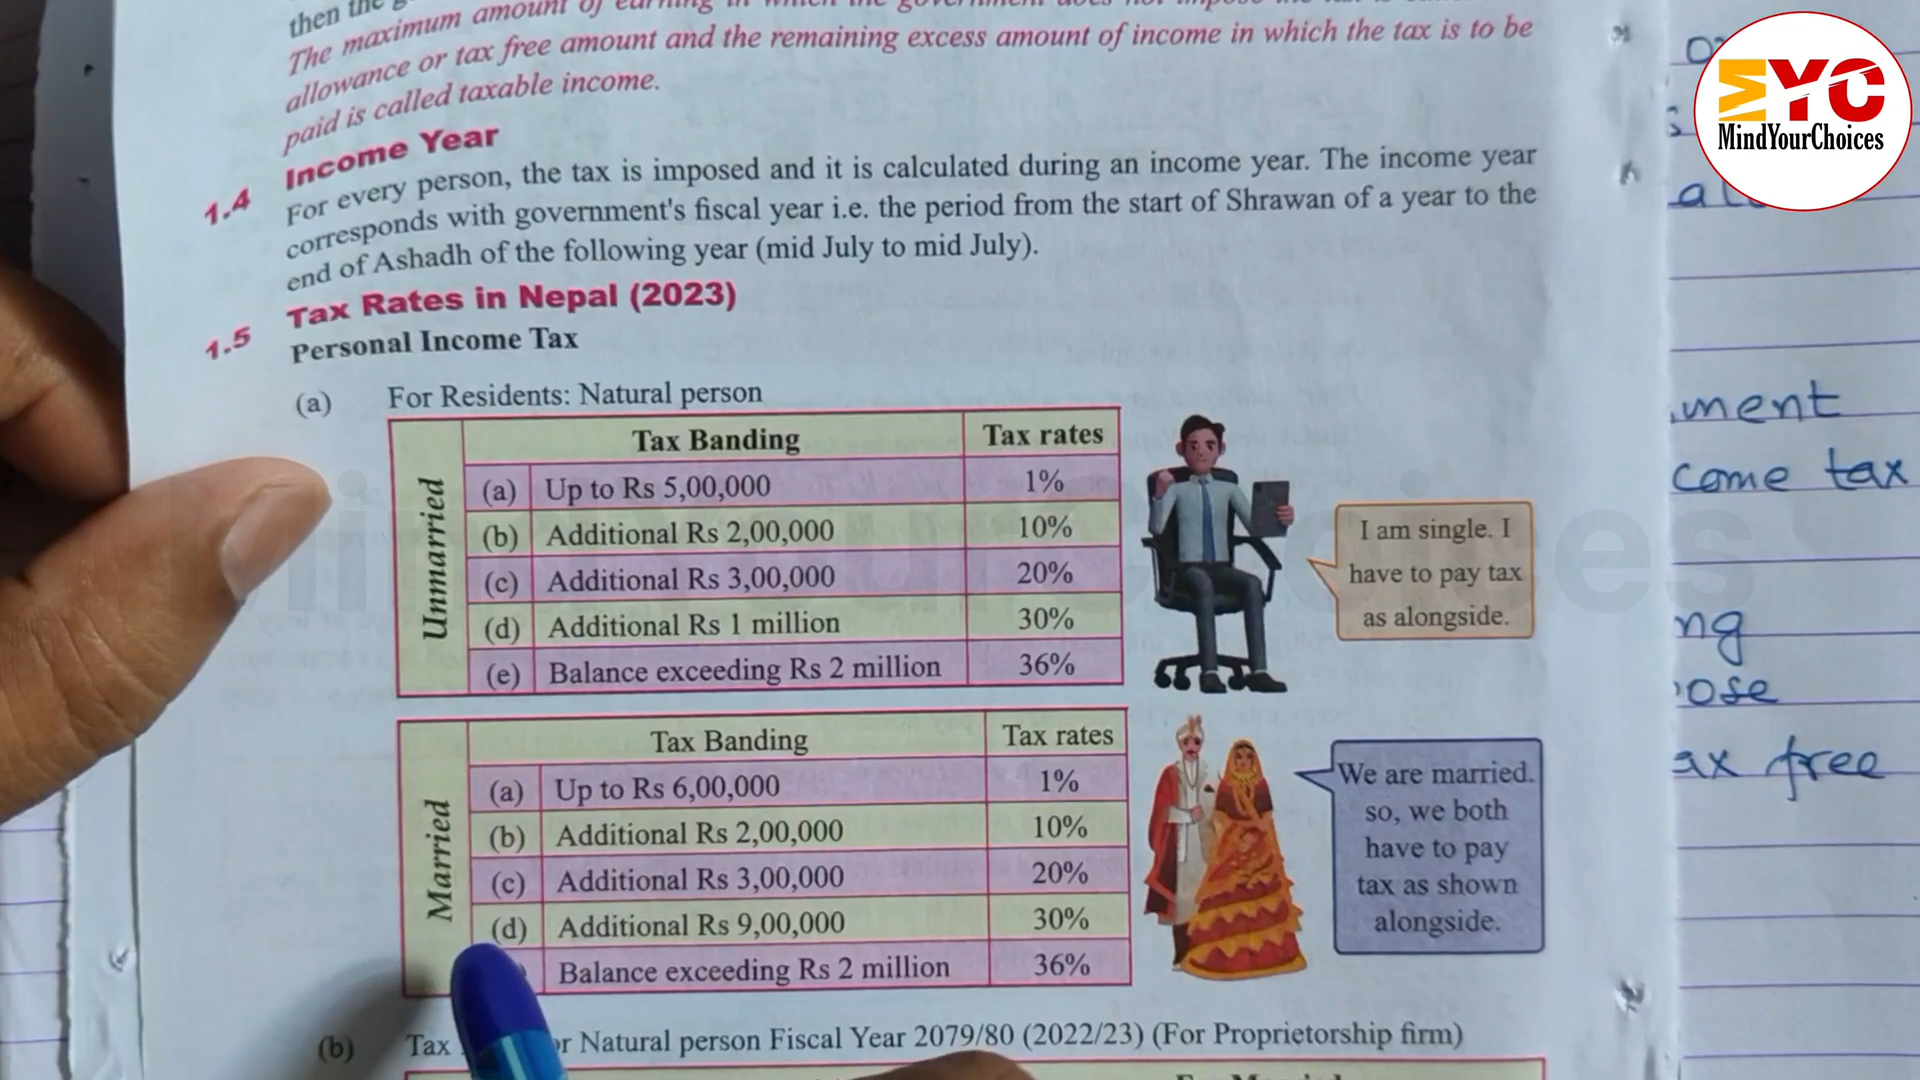 then the
The maximum amount of earning in which the government does not impose the tax is
allowance or tax free amount and the remaining excess amount of income in which the tax is to be
paid is called taxable income.
1.4 Income Year
For every person, the tax is imposed and it is calculated during an income year. The income year
corresponds with government's fiscal year i.e. the period from the start of Shrawan of a year to the
end of Ashadh of the following year (mid July to mid July).
1.5 Tax Rates in Nepal (2023)
Personal Income Tax
(a) For Residents: Natural person
Unmarried
Tax Banding Tax rates
(a) Up to Rs 5,00,000 1%
(b) Additional Rs 2,00,000 10%
(c) Additional Rs 3,00,000 20%
(d) Additional Rs 1 million 30%
(e) Balance exceeding Rs 2 million 36%
I am single. I
have to pay tax
as alongside.
Married
Tax Banding Tax rates
(a) Up to Rs 6,00,000 1%
(b) Additional Rs 2,00,000 10%
(c) Additional Rs 3,00,000 20%
(d) Additional Rs 9,00,000 30%
Balance exceeding Rs 2 million 36%
We are married.
so, we both
have to pay
tax as shown
alongside.
(b) Tax or Natural person Fiscal Year 2079/80 (2022/23) (For Proprietorship firm)
MYC
MindYourChoices
ment
come tax
ng
ose
ax free
Mind Your Choices